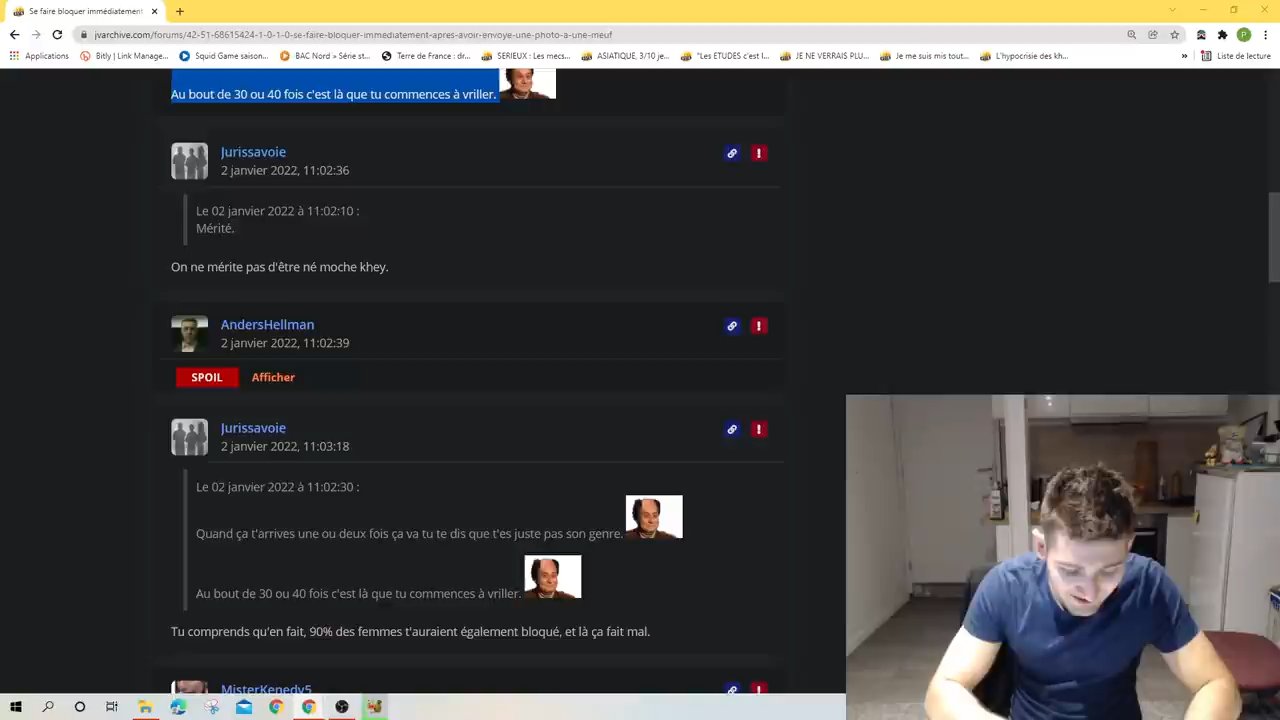 Se faire bloquer immédiatement
jvarchive.com/forums/42-51-68615424-1-0-1-0-se-faire-bloquer-immediatement-apres-avoir-envoye-une-photo-a-une-meuf
P
Applications
Bitly | Link Manage...
Squid Game saison...
BAC Nord » Série st...
Terre de France : dr...
SERIEUX : Les mecs...
ASIATIQUE, 3/10 je...
"Les ETUDES c'est l...
JE NE VERRAIS PLU...
Je me suis mis tout...
L'hypocrisie des kh...
»
Liste de lecture
Au bout de 30 ou 40 fois c'est là que tu commences à vriller.
Jurissavoie
2 janvier 2022, 11:02:36
Le 02 janvier 2022 à 11:02:10 :
Mérité.
On ne mérite pas d'être né moche khey.
AndersHellman
2 janvier 2022, 11:02:39
SPOIL Afficher
Jurissavoie
2 janvier 2022, 11:03:18
Le 02 janvier 2022 à 11:02:30 :
Quand ça t'arrives une ou deux fois ça va tu te dis que t'es juste pas son genre.
Au bout de 30 ou 40 fois c'est là que tu commences à vriller.
Tu comprends qu'en fait, 90% des femmes t'auraient également bloqué, et là ça fait mal.
MisterKenedy5